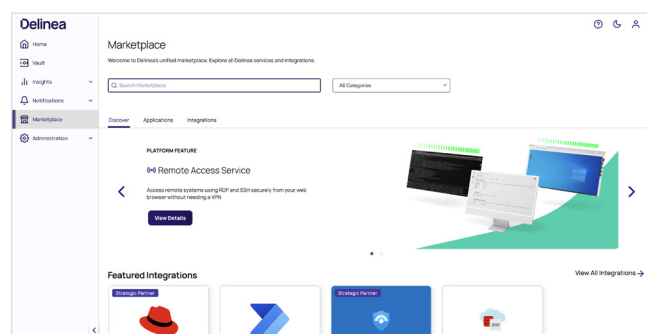 Delinea
Home
Vault
Insights
Notifications
Marketplace
Administration
Marketplace
Welcome to Delinea's unified marketplace. Explore all Delinea services and integrations.
Search Marketplace
All Categories
Discover
Applications
Integrations
PLATFORM FEATURE
Remote Access Service
Access remote systems using RDP and SSH securely from your web
browser without needing a VPN
View Details
Featured Integrations
View All Integrations
Strategic Partner
Strategic Partner